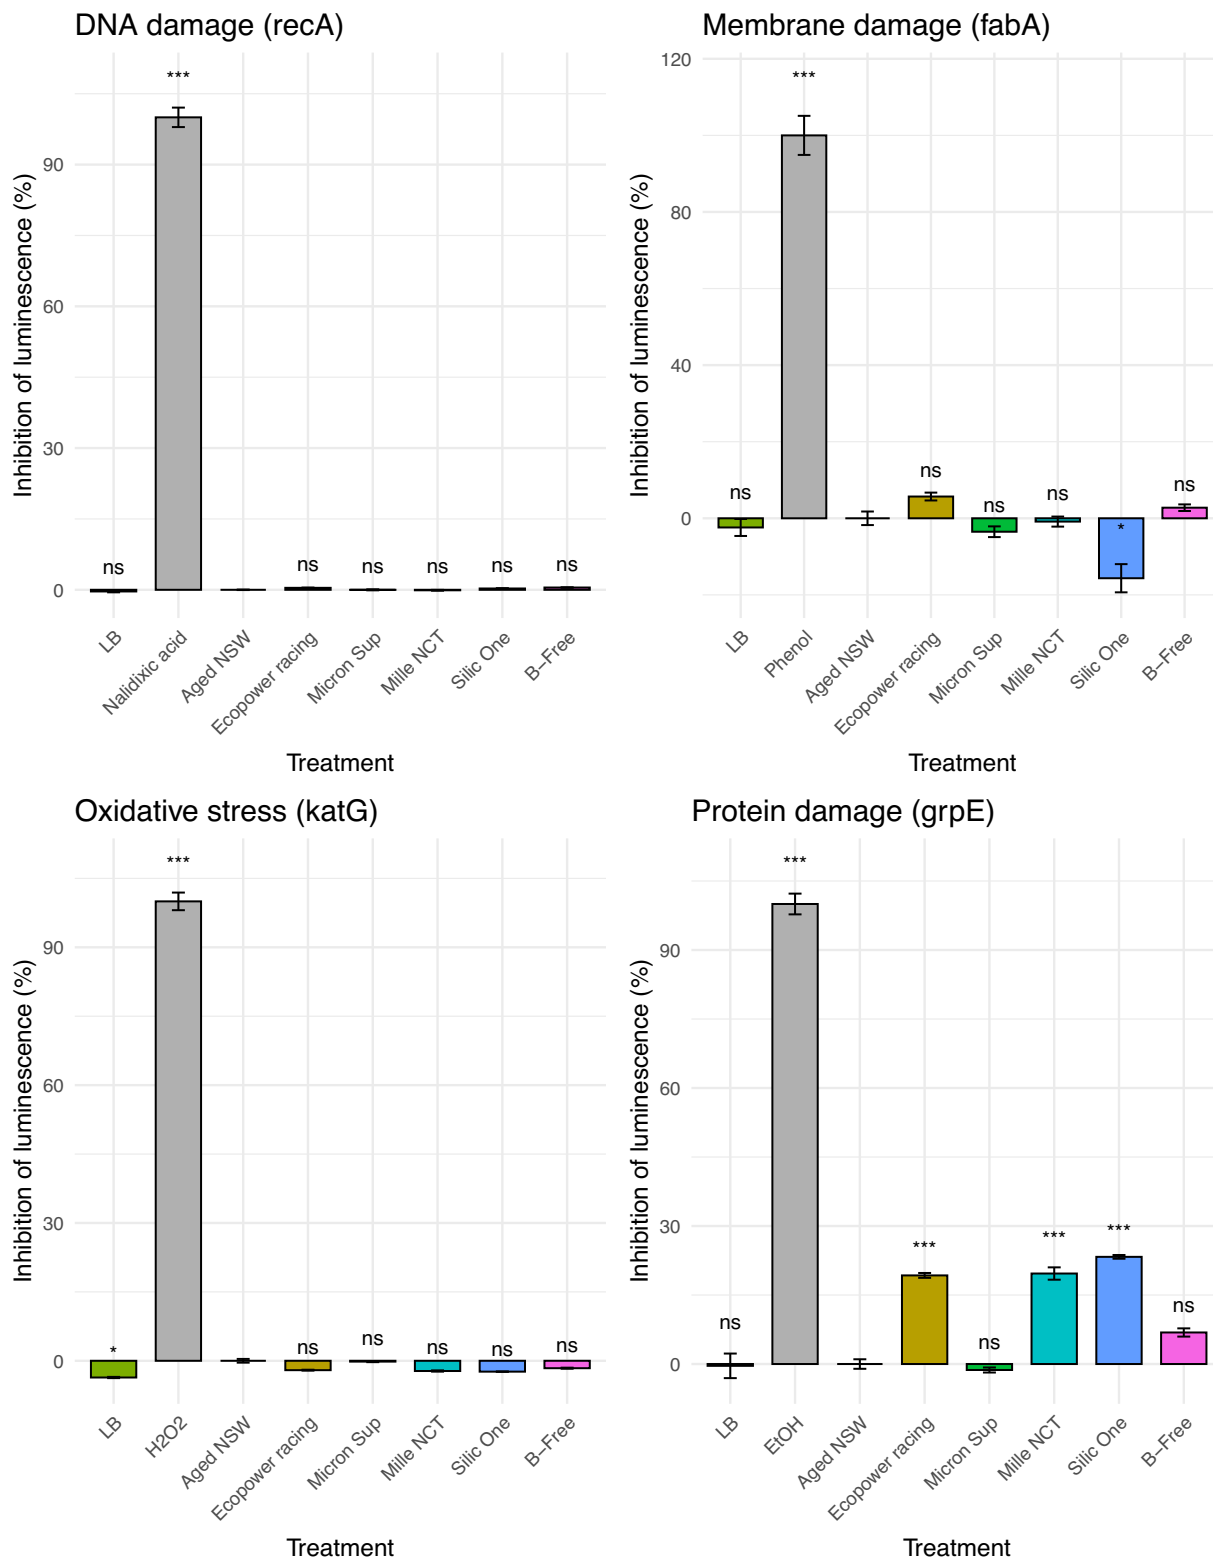 DNA damage (recA)
Inhibition of luminescence (%)
90
60
30
0
ns
***
ns
ns
ns
ns
ns
LB
Nalidixic acid
Aged NSW
Ecopower racing
Micron Sup
Mille NCT
Silic One
B−Free
Treatment
Membrane damage (fabA)
Inhibition of luminescence (%)
120
80
40
0
ns
***
ns
ns
ns
*
ns
LB
Phenol
Aged NSW
Ecopower racing
Micron Sup
Mille NCT
Silic One
B−Free
Treatment
Oxidative stress (katG)
Inhibition of luminescence (%)
90
60
30
0
*
***
ns
ns
ns
ns
ns
LB
H2O2
Aged NSW
Ecopower racing
Micron Sup
Mille NCT
Silic One
B−Free
Treatment
Protein damage (grpE)
Inhibition of luminescence (%)
90
60
30
0
ns
***
***
ns
***
***
ns
LB
EtOH
Aged NSW
Ecopower racing
Micron Sup
Mille NCT
Silic One
B−Free
Treatment